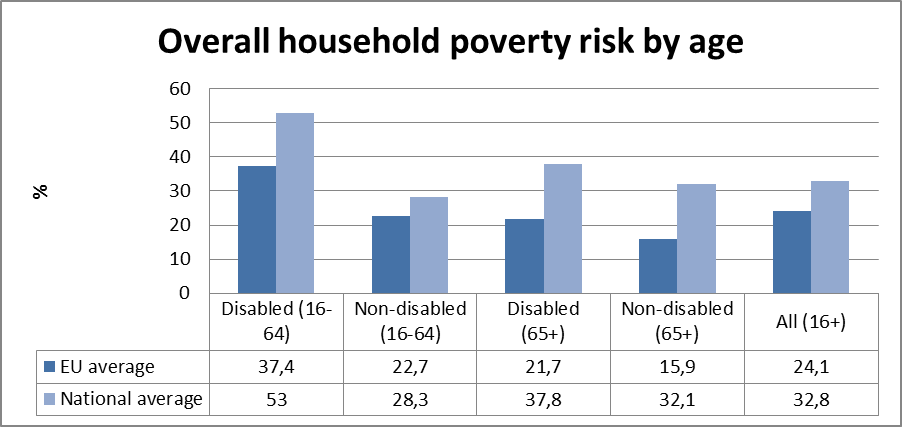 Overall household poverty risk by age
%
60
50
40
30
20
10
0
Disabled (16-
64)
Non-disabled
(16-64)
Disabled
(65+)
Non-disabled
(65+)
All (16+)
EU average 37,4 22,7 21,7 15,9 24,1
National average 53 28,3 37,8 32,1 32,8